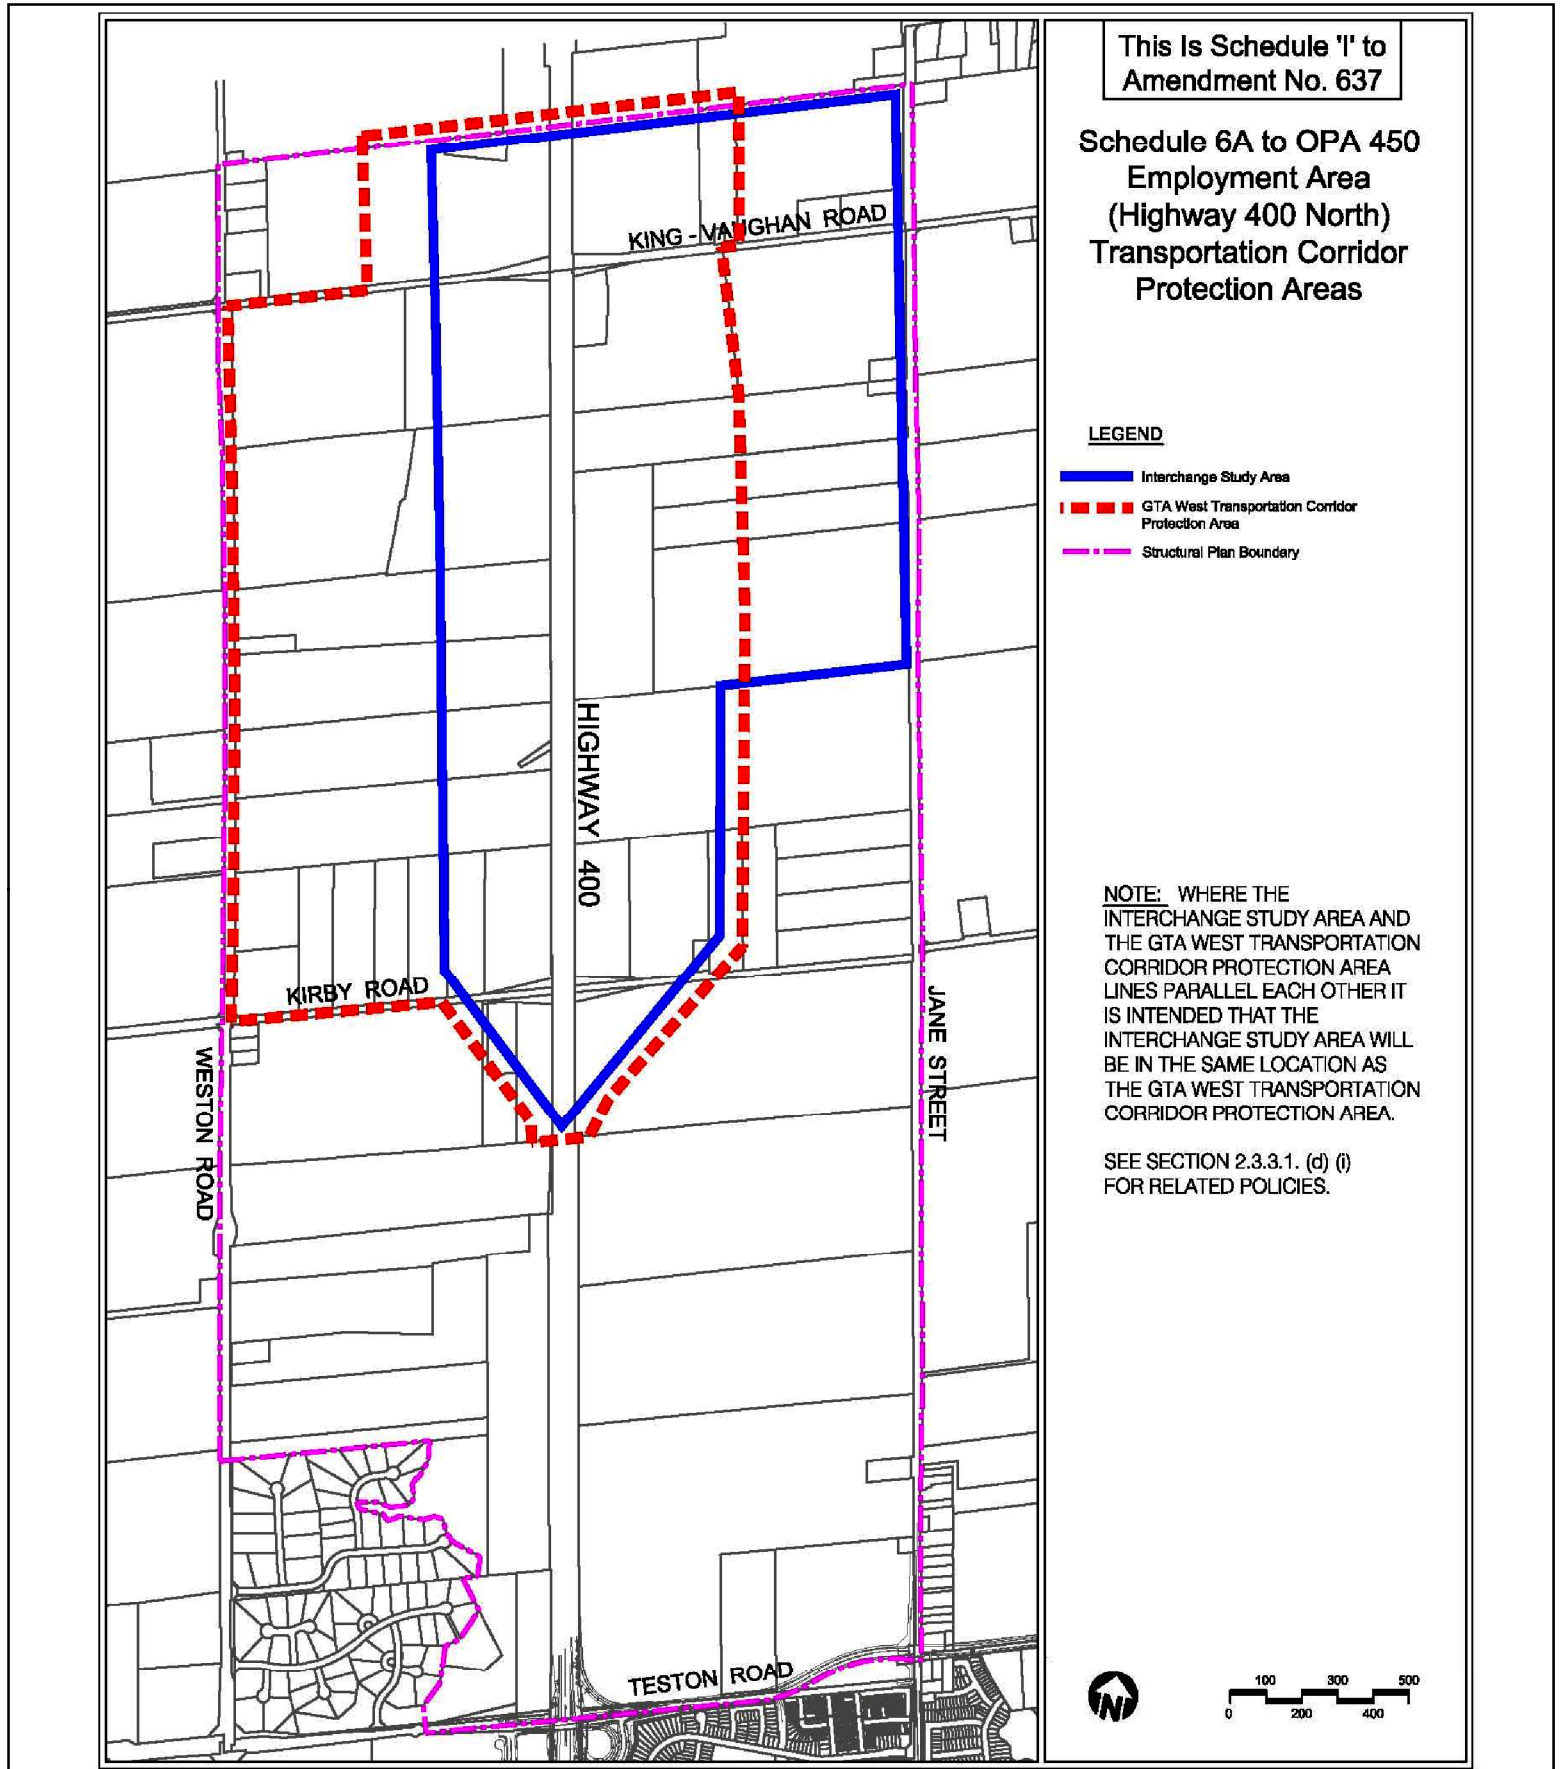 This Is Schedule 'I' to
Amendment No. 637
Schedule 6A to OPA 450
Employment Area
(Highway 400 North)
Transportation Corridor
Protection Areas
LEGEND
Interchange Study Area
GTA West Transportation Corridor
Protection Area
Structural Plan Boundary
NOTE: WHERE THE
INTERCHANGE STUDY AREA AND
THE GTA WEST TRANSPORTATION
CORRIDOR PROTECTION AREA
LINES PARALLEL EACH OTHER IT
IS INTENDED THAT THE
INTERCHANGE STUDY AREA WILL
BE IN THE SAME LOCATION AS
THE GTA WEST TRANSPORTATION
CORRIDOR PROTECTION AREA.
SEE SECTION 2.3.3.1. (d) (i)
FOR RELATED POLICIES.
KING - VAUGHAN ROAD
HIGHWAY 400
KIRBY ROAD
WESTON ROAD
JANE STREET
TESTON ROAD
N
100 300 500
0 200 400